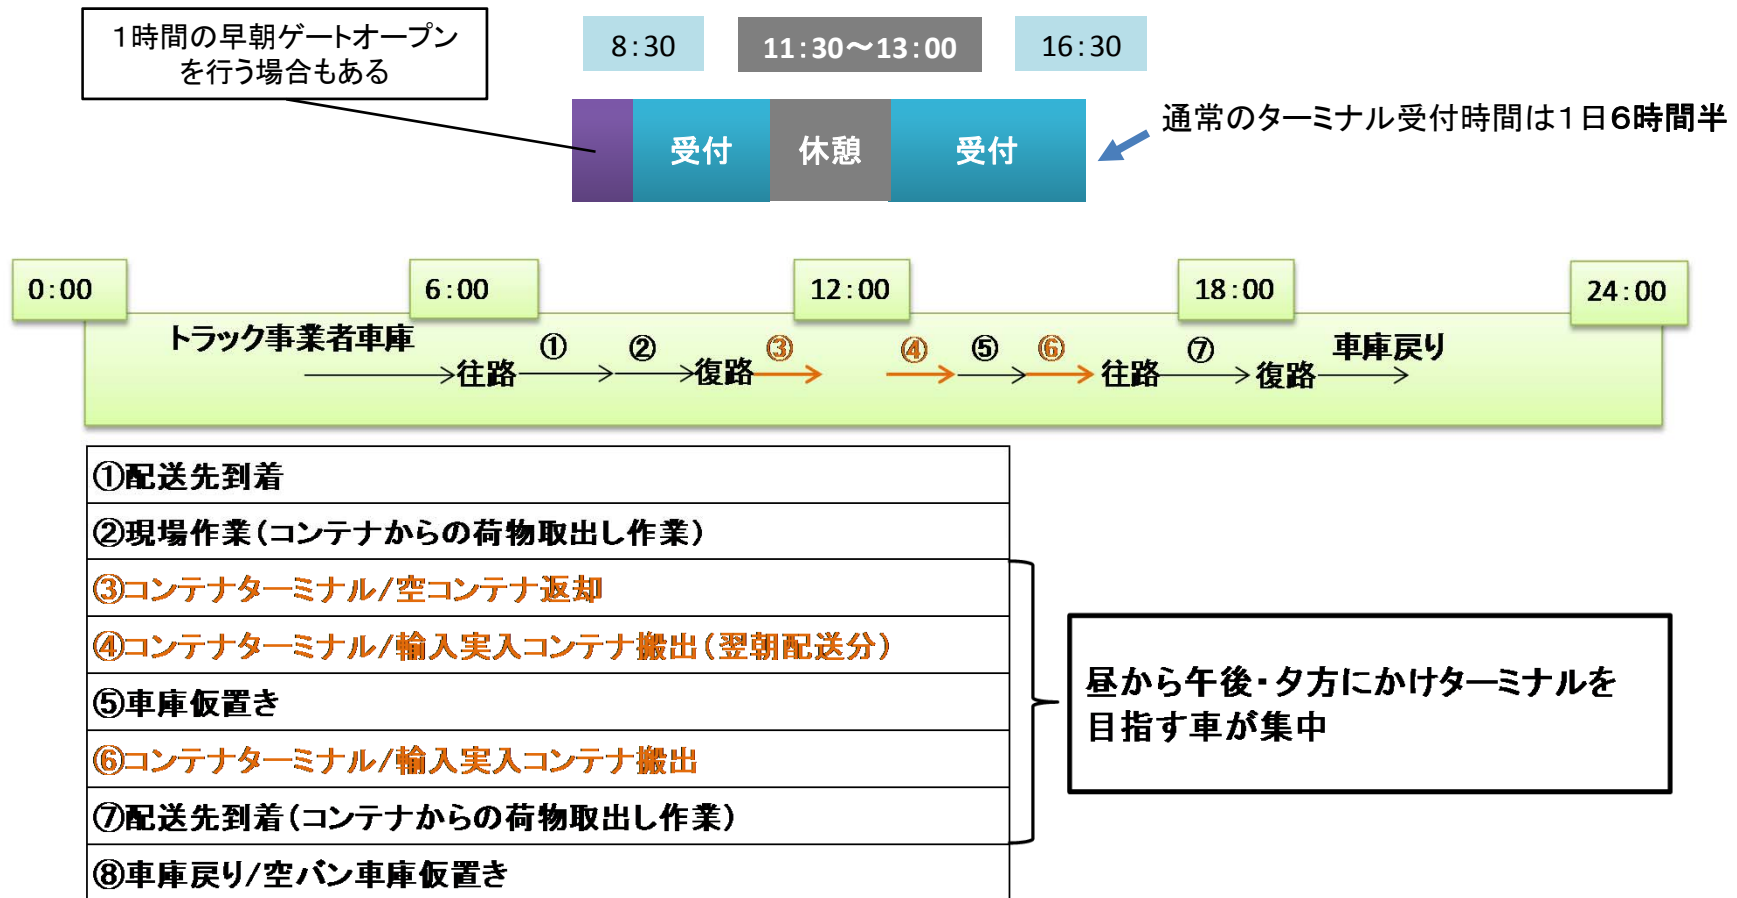 1時間の早朝ゲートオープン
を行う場合もある
8:30
11:30～13:00
16:30
受付
休憩
受付
通常のターミナル受付時間は1日6時間半
0:00
6:00
12:00
18:00
24:00
トラック事業者車庫
往路
①
②
復路
③
④
⑤
⑥
往路
⑦
復路
車庫戻り
①配送先到着
②現場作業(コンテナからの荷物取出し作業)
③コンテナターミナル/空コンテナ返却
④コンテナターミナル/輸入実入コンテナ搬出(翌朝配送分)
⑤車庫仮置き
⑥コンテナターミナル/輸入実入コンテナ搬出
⑦配送先到着(コンテナからの荷物取出し作業)
⑧車庫戻り/空バン車庫仮置き
昼から午後・夕方にかけターミナルを
目指す車が集中